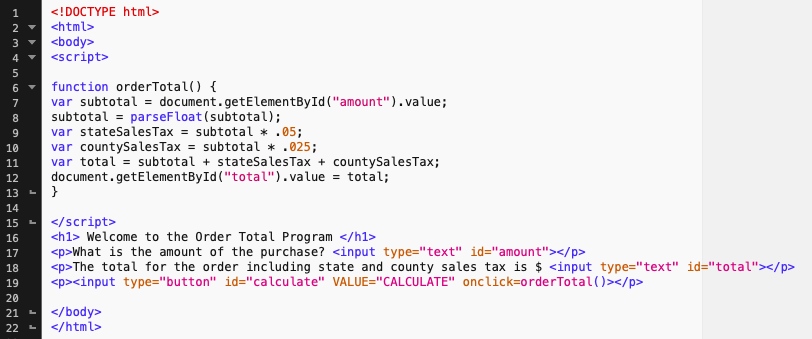 1 <!DOCTYPE html>
2 <html>
3 <body>
4 <script>
5
6 function orderTotal() {
7 var subtotal = document.getElementById("amount").value;
8 subtotal = parseFloat(subtotal);
9 var stateSalesTax = subtotal * .05;
10 var countySalesTax = subtotal * .025;
11 var total = subtotal + stateSalesTax + countySalesTax;
12 document.getElementById("total").value = total;
13 }
14
15 </script>
16 <h1> Welcome to the Order Total Program </h1>
17 <p>What is the amount of the purchase? <input type="text" id="amount"></p>
18 <p>The total for the order including state and county sales tax is $ <input type="text" id="total"></p>
19 <p><input type="button" id="calculate" VALUE="CALCULATE" onclick=orderTotal()></p>
20
21 </body>
22 </html>